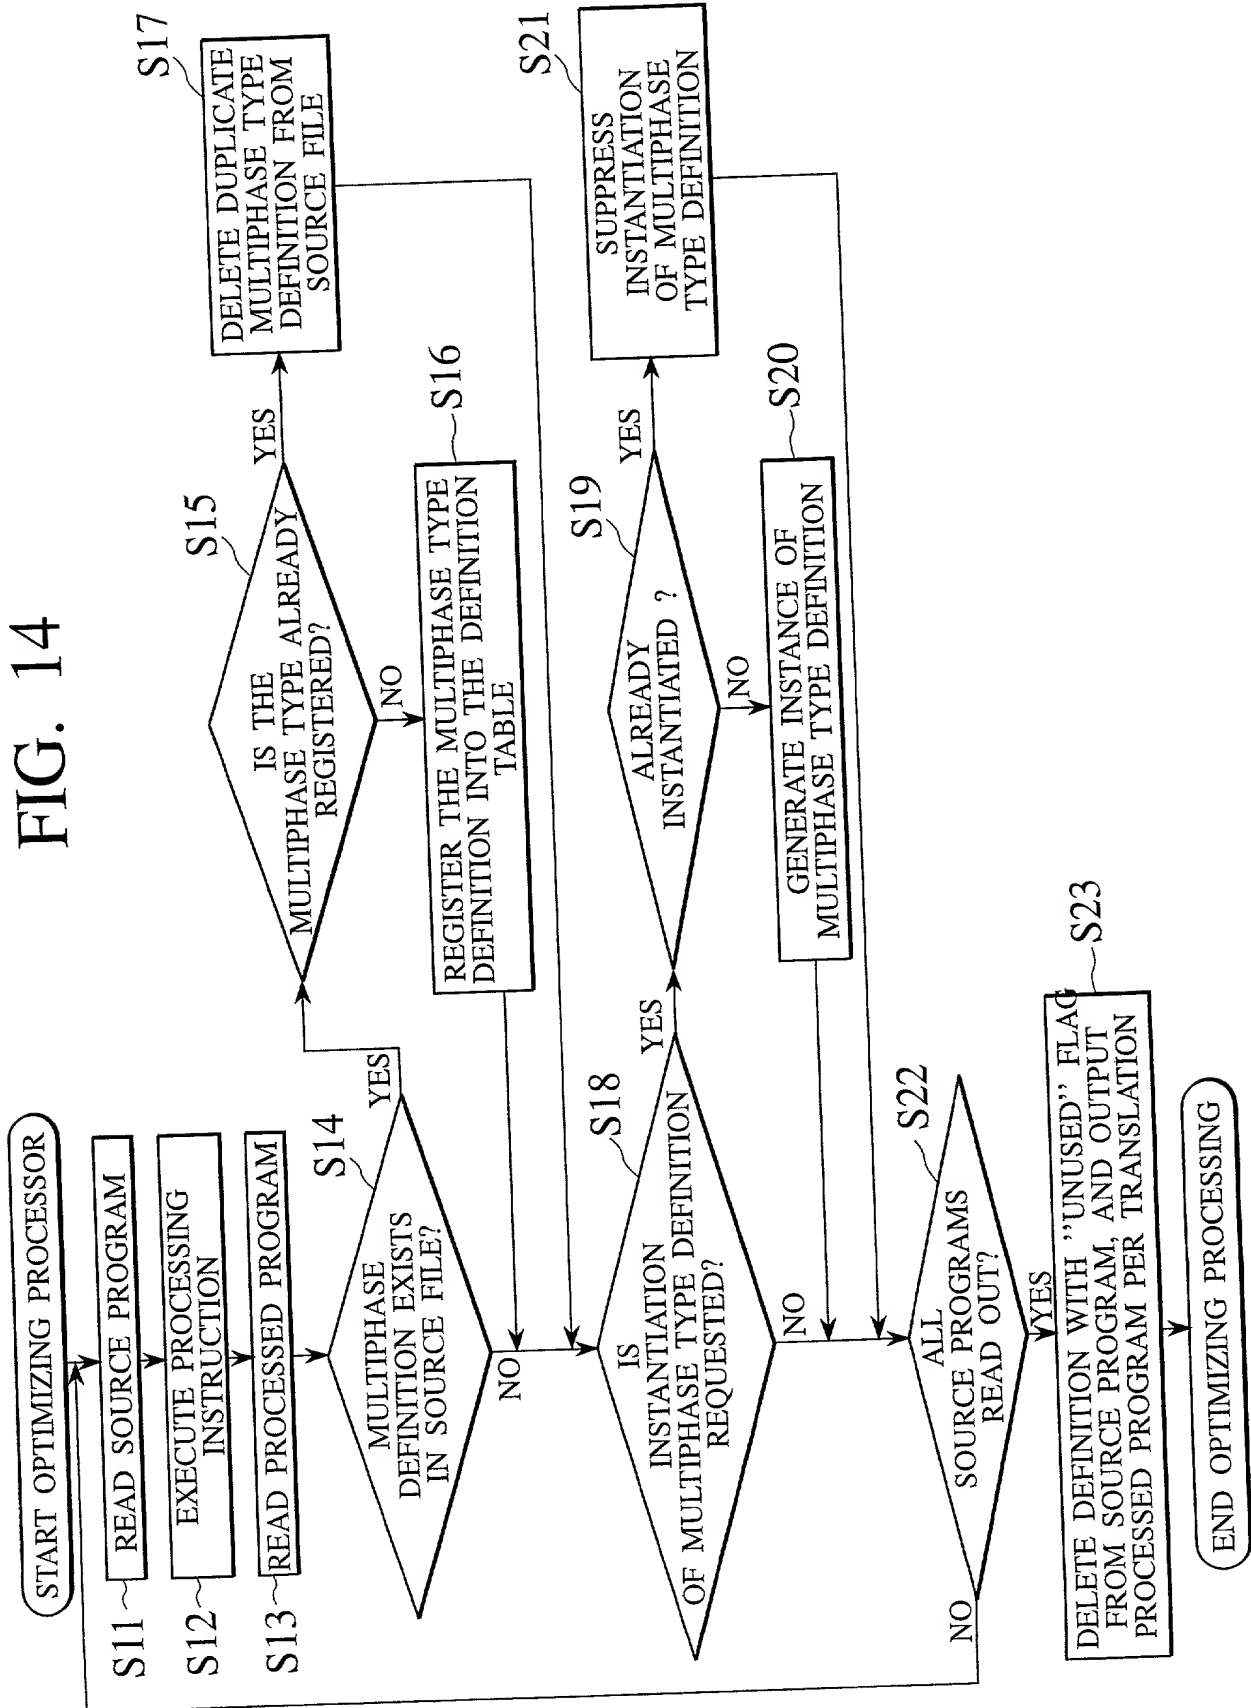 FIG. 14
START OPTIMIZING PROCESSOR
S11
READ SOURCE PROGRAM
S12
EXECUTE PROCESSING
INSTRUCTION
S13
READ PROCESSED PROGRAM
S14
MULTIPHASE
DEFINITION EXISTS
IN SOURCE FILE?
YES
NO
S15
IS THE
MULTIPHASE TYPE ALREADY
REGISTERED?
YES
NO
S16
REGISTER THE MULTIPHASE TYPE
DEFINITION INTO THE DEFINITION
TABLE
S17
DELETE DUPLICATE
MULTIPHASE TYPE
DEFINITION FROM
SOURCE FILE
S18
IS
INSTANTIATION
OF MULTIPHASE TYPE DEFINITION
REQUESTED?
YES
NO
S19
ALREADY
INSTANTIATED ?
YES
NO
S20
GENERATE INSTANCE OF
MULTIPHASE TYPE DEFINITION
S21
SUPPRESS
INSTANTIATION
OF MULTIPHASE
TYPE DEFINITION
S22
ALL
SOURCE PROGRAMS
READ OUT?
NO
YES
S23
DELETE DEFINITION WITH "UNUSED" FLAG
FROM SOURCE PROGRAM, AND OUTPUT
PROCESSED PROGRAM PER TRANSLATION
END OPTIMIZING PROCESSING